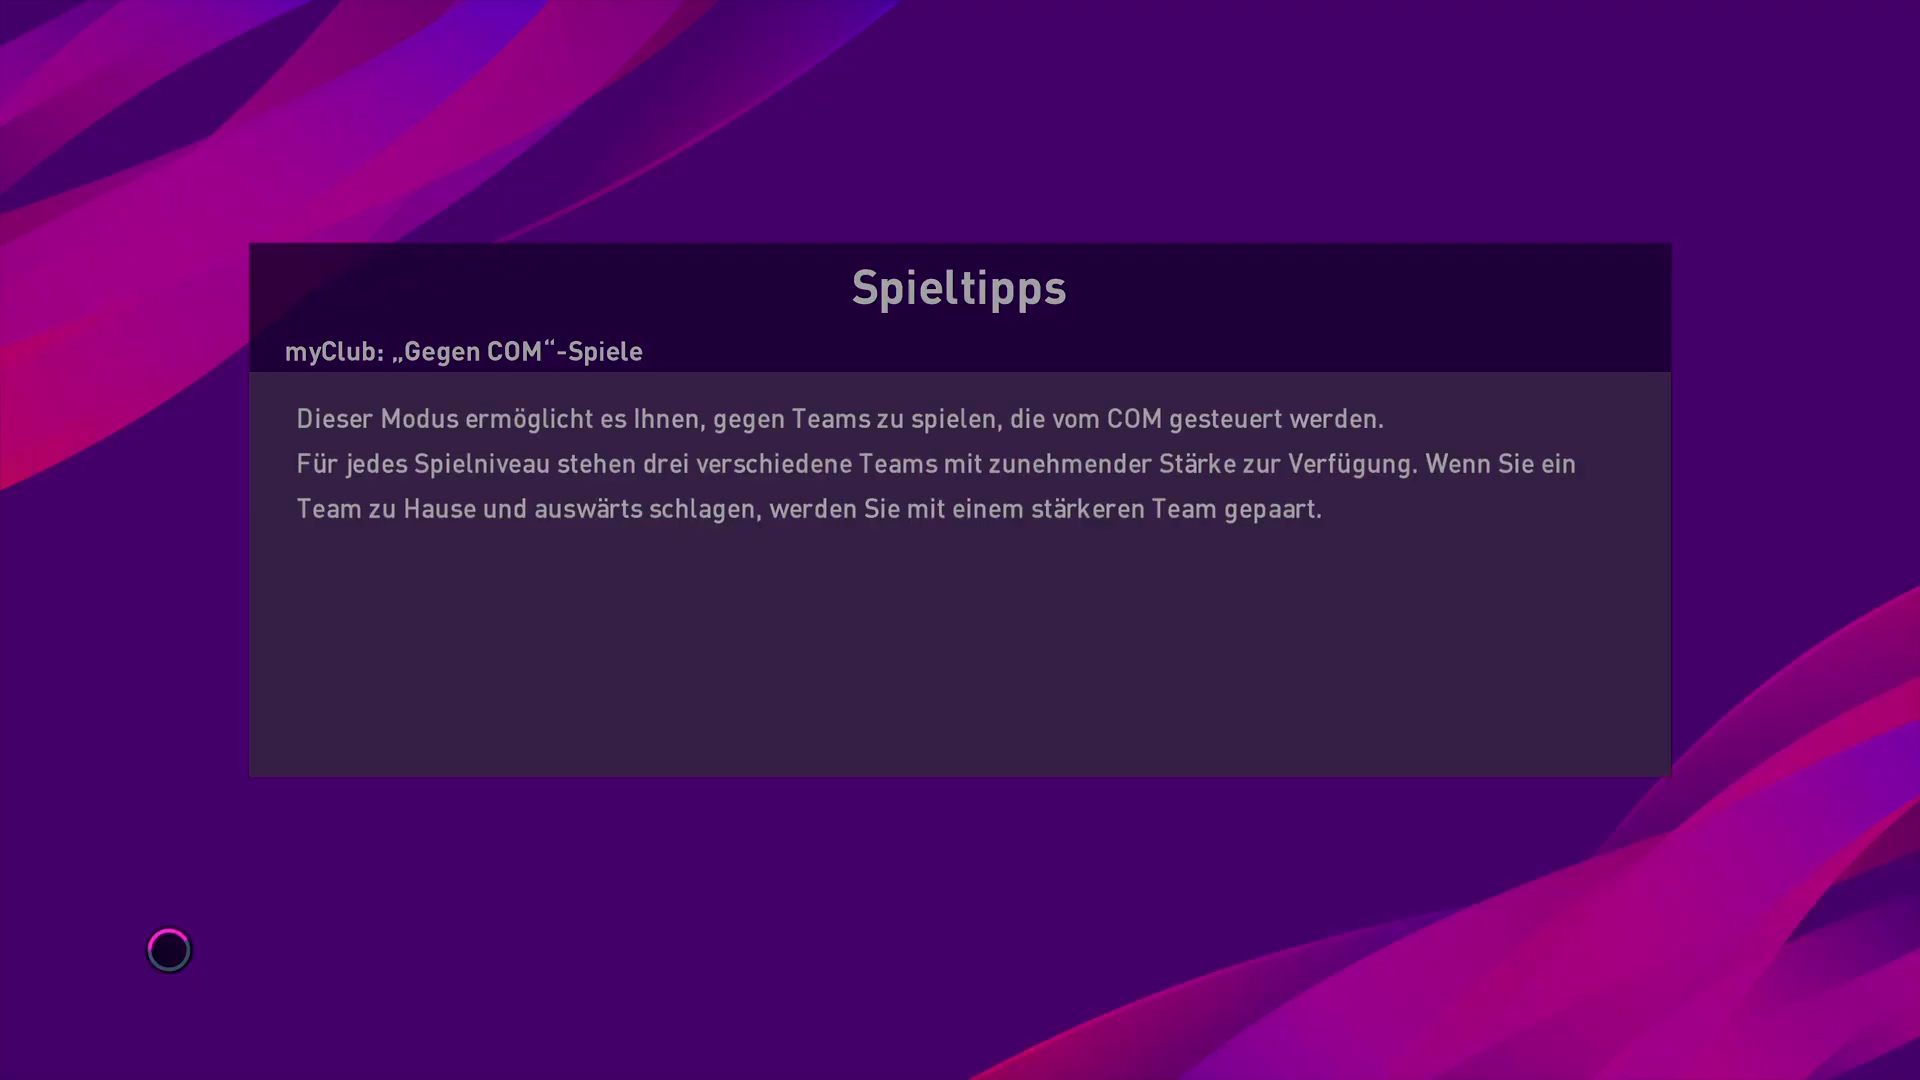 Spieltipps
myClub: „Gegen COM“-Spiele
Dieser Modus ermöglicht es Ihnen, gegen Teams zu spielen, die vom COM gesteuert werden.
Für jedes Spielniveau stehen drei verschiedene Teams mit zunehmender Stärke zur Verfügung. Wenn Sie ein
Team zu Hause und auswärts schlagen, werden Sie mit einem stärkeren Team gepaart.